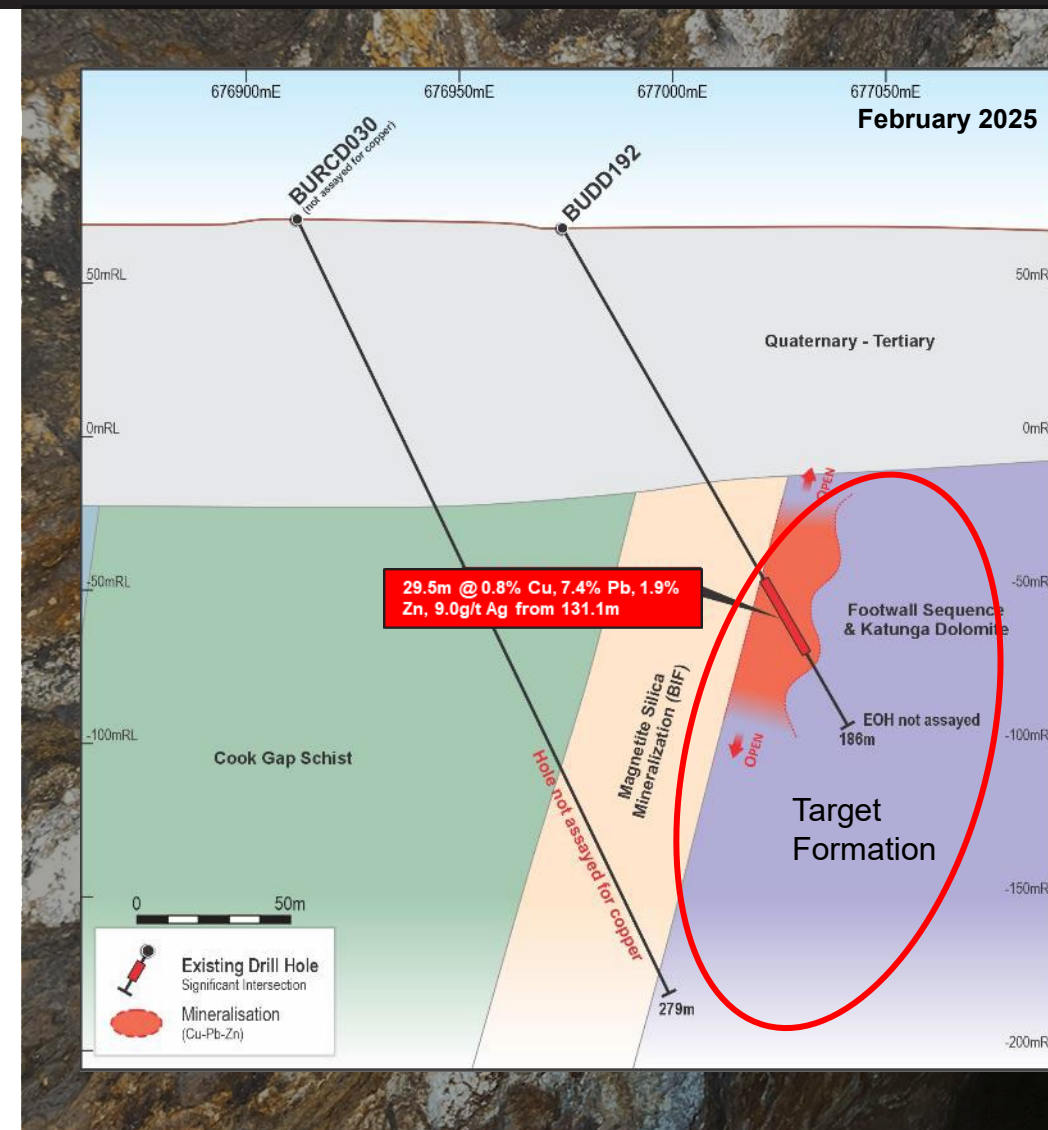 676900mE
676950mE
677000mE
677050mE
February 2025
BURCD030
(not assayed for copper)
BUDD192
50mRL
50mR
Quaternary - Tertiary
0mRL
0mR
OPEN
-50mRL
-50mR
29.5m @ 0.8% Cu, 7.4% Pb, 1.9%
Zn, 9.0g/t Ag from 131.1m
Footwall Sequence
& Katunga Dolomite
Magnetite Silica
Mineralization (BIF)
EOH not assayed
186m
-100mRL
-100mR
OPEN
Cook Gap Schist
Hole not assayed for copper
Target
Formation
-150mR
0
50m
Existing Drill Hole
Significant Intersection
Mineralisation
(Cu-Pb-Zn)
279m
-200mR